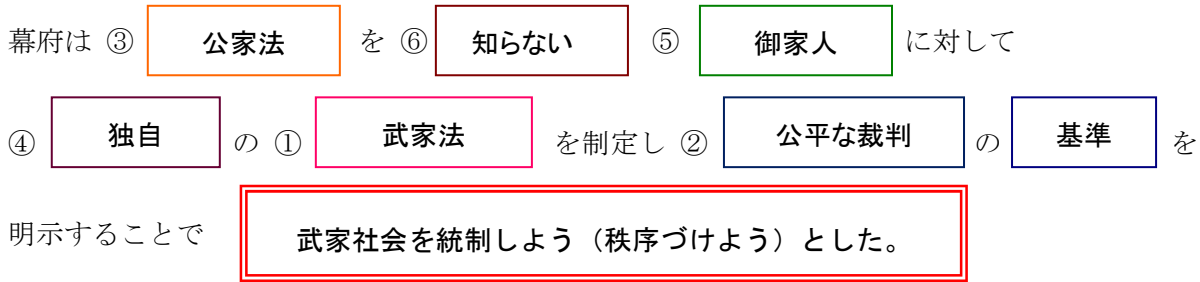 幕府は ③ 公家法 を ⑥ 知らない ⑤ 御家人 に対して
④ 独自 の ① 武家法 を制定し ② 公平な裁判 の 基準 を
明示することで 武家社会を統制しよう（秩序づけよう）とした。